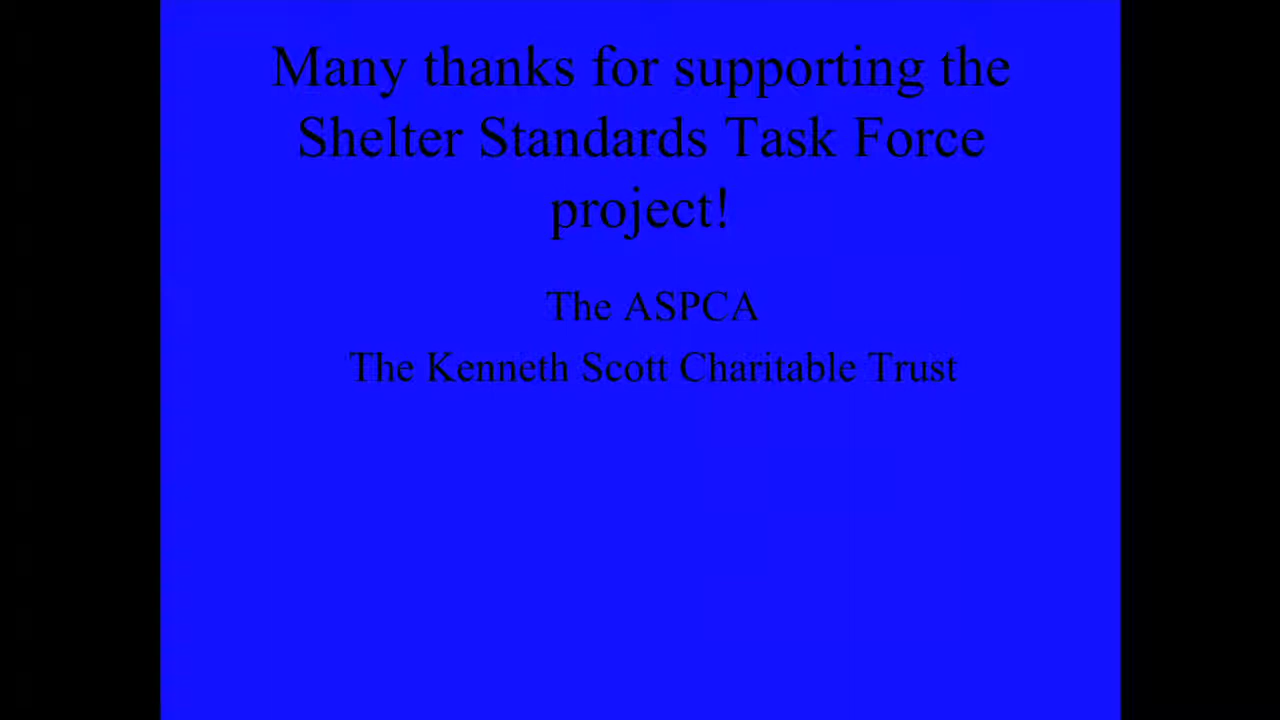 Many thanks for supporting the
Shelter Standards Task Force
project!
The ASPCA
The Kenneth Scott Charitable Trust